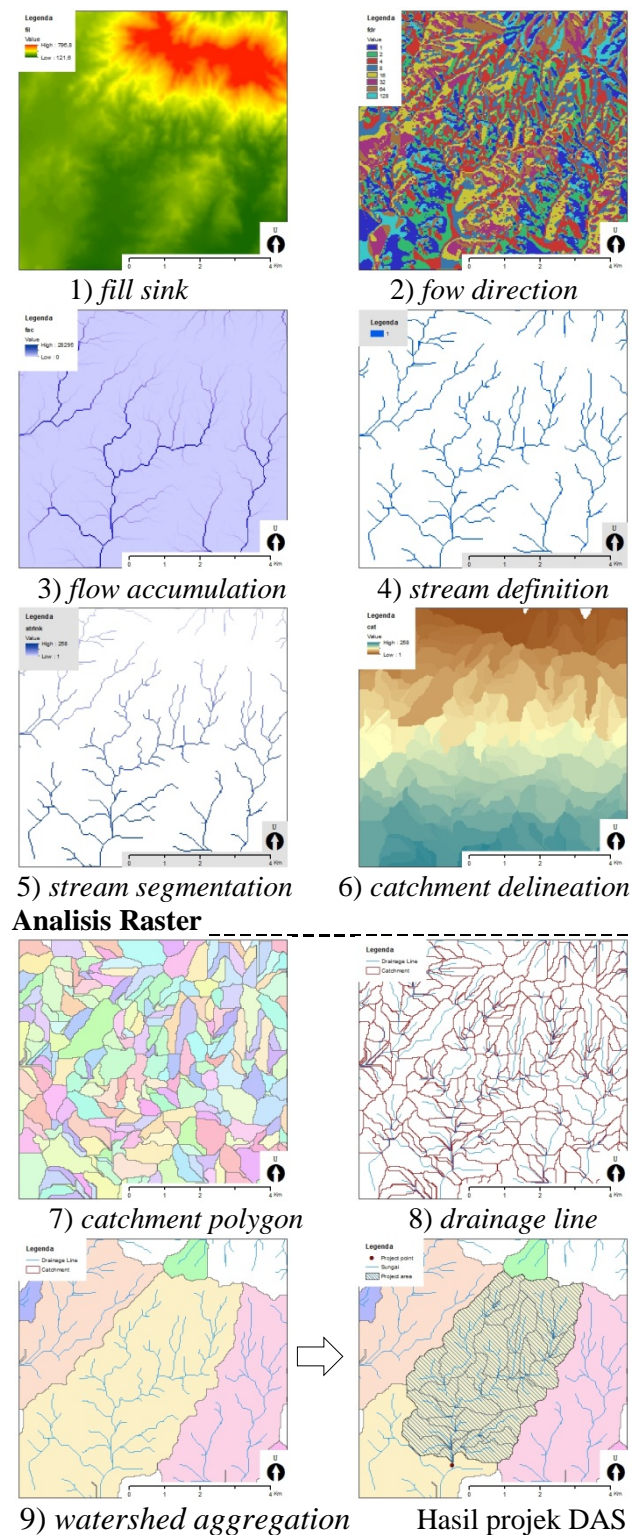 Legenda
fil
Value
High : 796,8
Low : 121,6
U
0 1 2 4 Km
1) fill sink
Legenda
fdr
Value
1
2
4
8
16
32
64
128
U
0 1 2 4 Km
2) fow direction
Legenda
fac
Value
High : 28295
Low : 0
U
0 1 2 4 Km
3) flow accumulation
Legenda
1
U
0 1 2 4 Km
4) stream definition
Legenda
strlnk
Value
High : 258
Low : 1
U
0 1 2 4 Km
5) stream segmentation
Legenda
cat
Value
High : 258
Low : 1
U
0 1 2 4 Km
6) catchment delineation
Analisis Raster
U
0 1 2 4 Km
7) catchment polygon
Legenda
Drainage Line
Catchment
U
0 1 2 4 Km
8) drainage line
Legenda
Drainage Line
Catchment
U
0 1 2 4 Km
9) watershed aggregation
Legenda
Project point
Sungai
Project area
U
0 1 2 4 Km
Hasil projek DAS